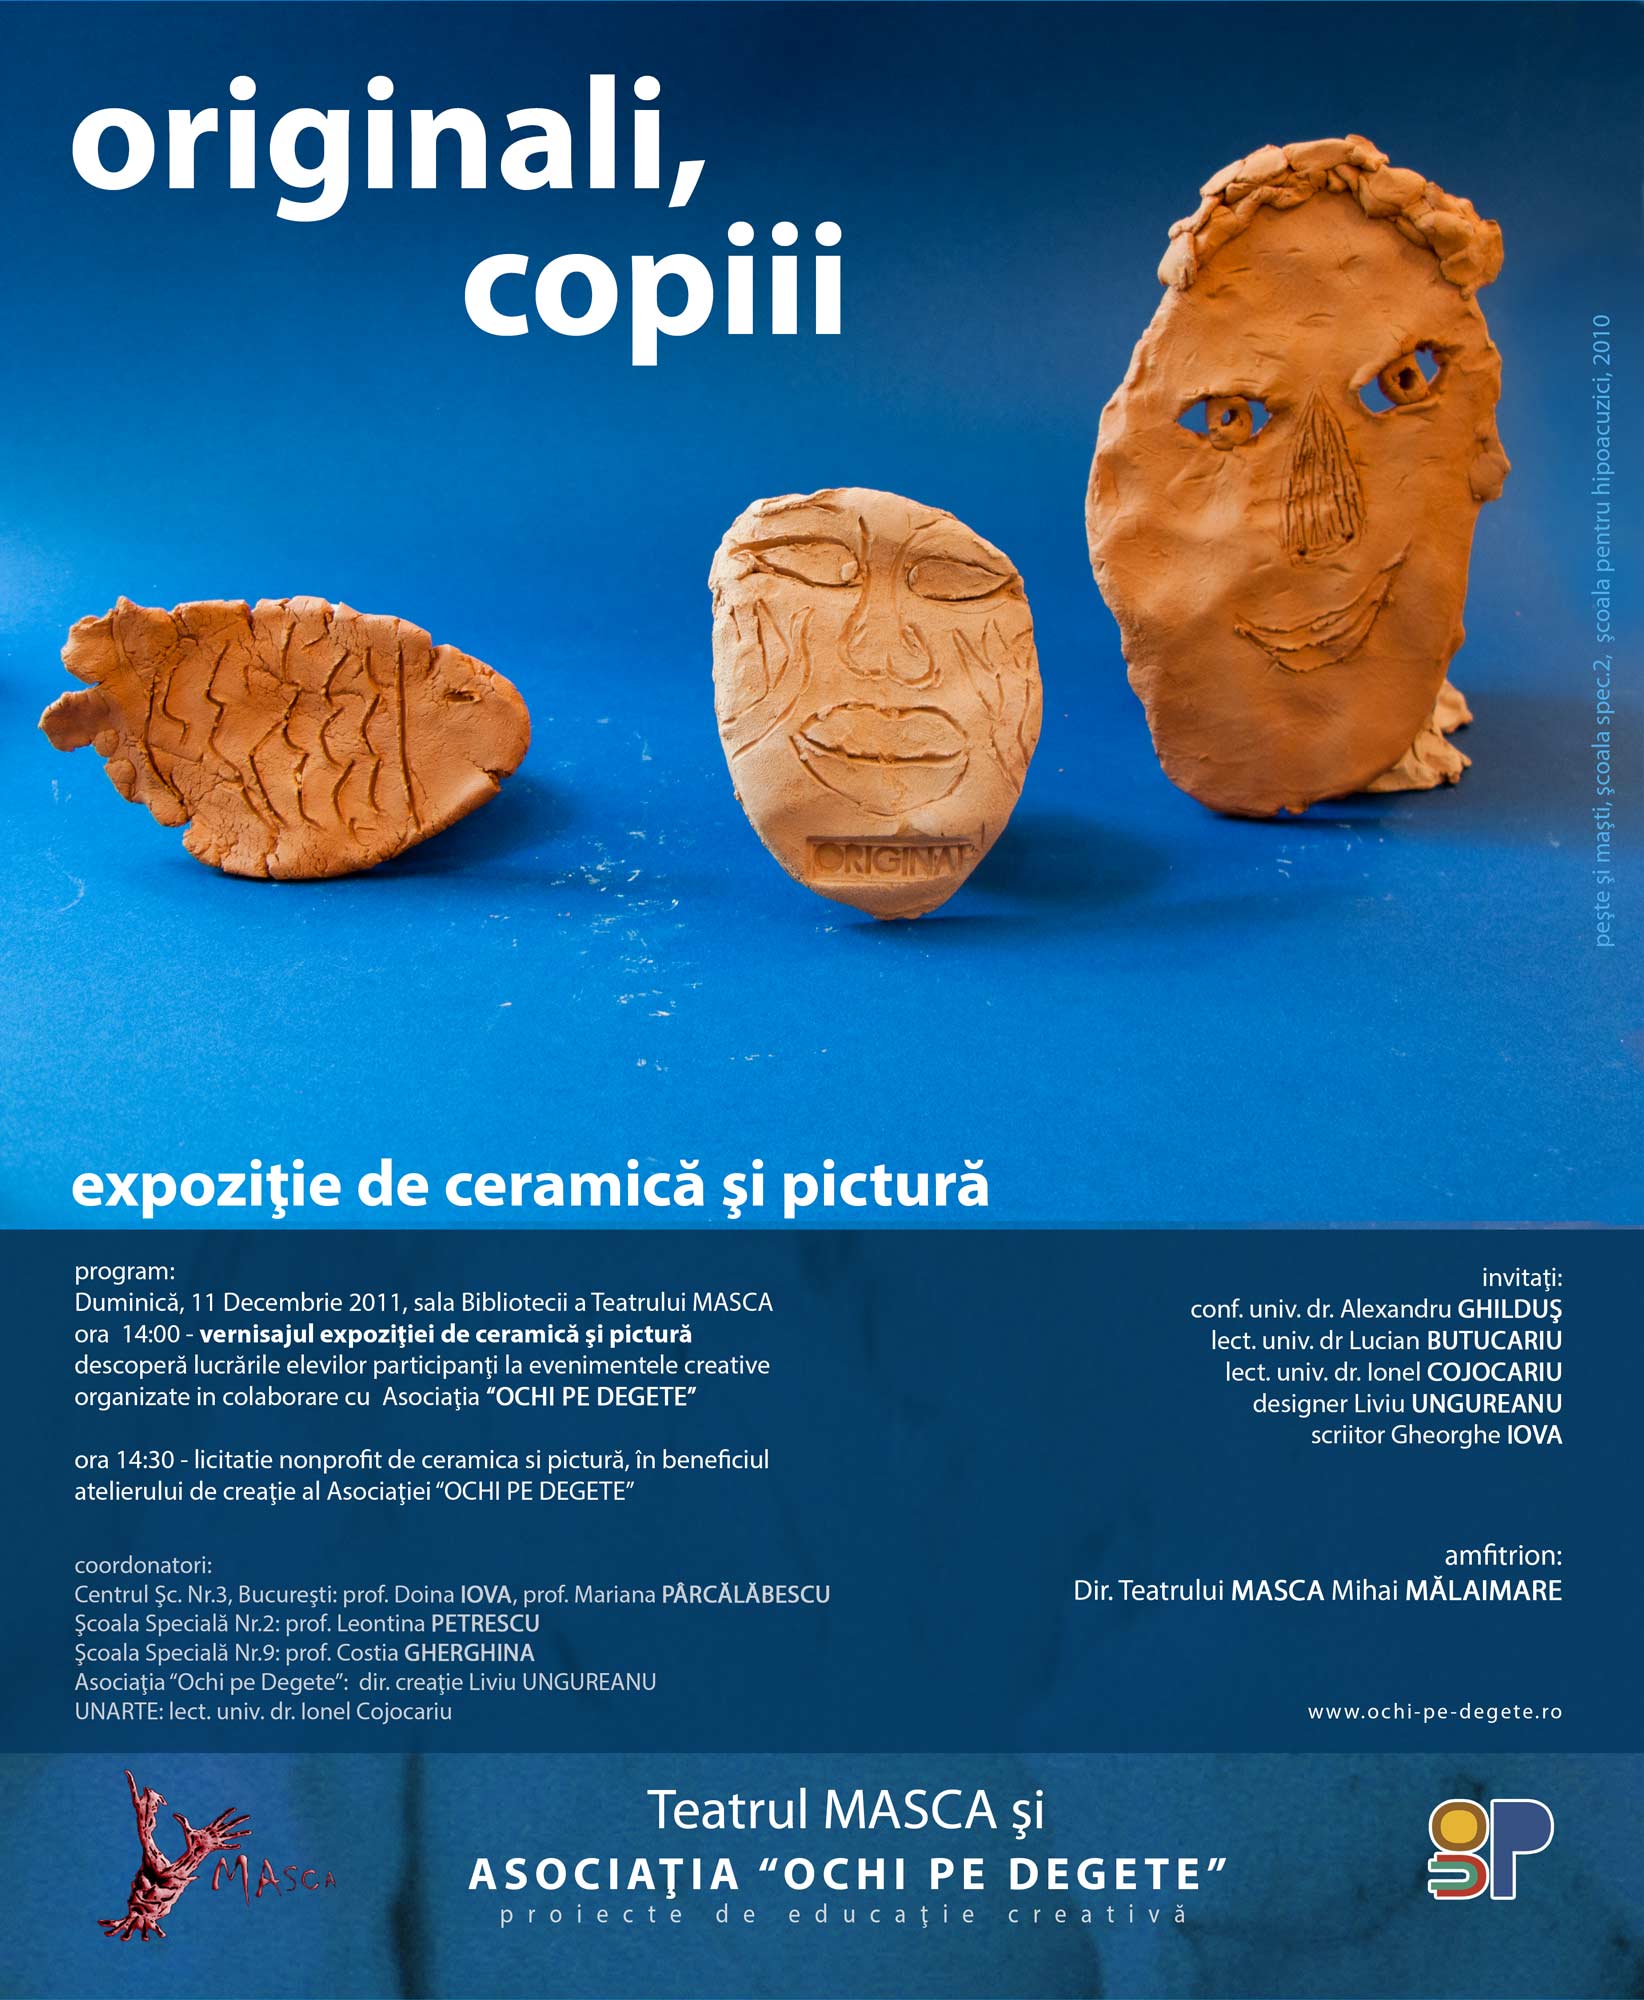 originali,
copiii
peşte şi maşti, şcoala spec.2, şcoala pentru hipoacuzici, 2010
ORIGINAL
expoziţie de ceramică şi pictură
program:
Duminică, 11 Decembrie 2011, sala Bibliotecii a Teatrului MASCA
ora 14:00 - vernisajul expoziţiei de ceramică şi pictură
descoperă lucrările elevilor participanţi la evenimentele creative
organizate in colaborare cu Asociaţia “OCHI PE DEGETE”
ora 14:30 - licitatie nonprofit de ceramica si pictură, în beneficiul
atelierului de creaţie al Asociaţiei “OCHI PE DEGETE”
coordonatori:
Centrul Şc. Nr.3, Bucureşti: prof. Doina IOVA, prof. Mariana PÂRCĂLĂBESCU
Şcoala Specială Nr.2: prof. Leontina PETRESCU
Şcoala Specială Nr.9: prof. Costia GHERGHINA
Asociaţia “Ochi pe Degete”: dir. creaţie Liviu UNGUREANU
UNARTE: lect. univ. dr. Ionel Cojocariu
invitaţi:
conf. univ. dr. Alexandru GHILDUŞ
lect. univ. dr Lucian BUTUCARIU
lect. univ. dr. Ionel COJOCARIU
designer Liviu UNGUREANU
scriitor Gheorghe IOVA
amfitrion:
Dir. Teatrului MASCA Mihai MĂLAIMARE
www.ochi-pe-degete.ro
MASCA
Teatrul MASCA şi
ASOCIAŢIA “OCHI PE DEGETE”
proiecte de educaţie creativă